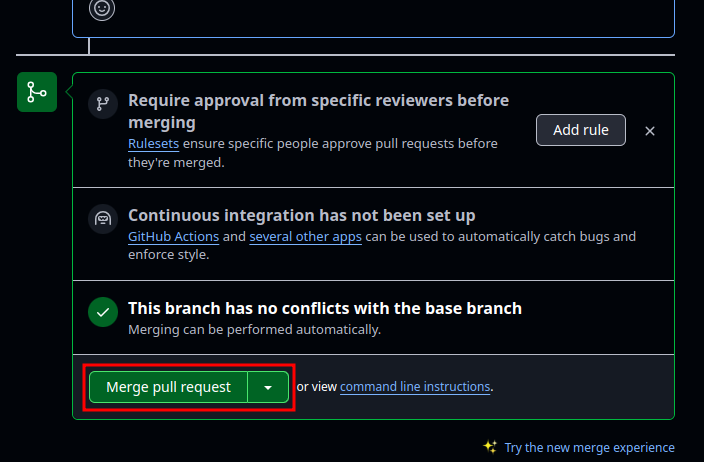 Require approval from specific reviewers before
merging
Rulesets ensure specific people approve pull requests before
they're merged.
Add rule
Continuous integration has not been set up
GitHub Actions and several other apps can be used to automatically catch bugs and
enforce style.
This branch has no conflicts with the base branch
Merging can be performed automatically.
Merge pull request or view command line instructions.
Try the new merge experience